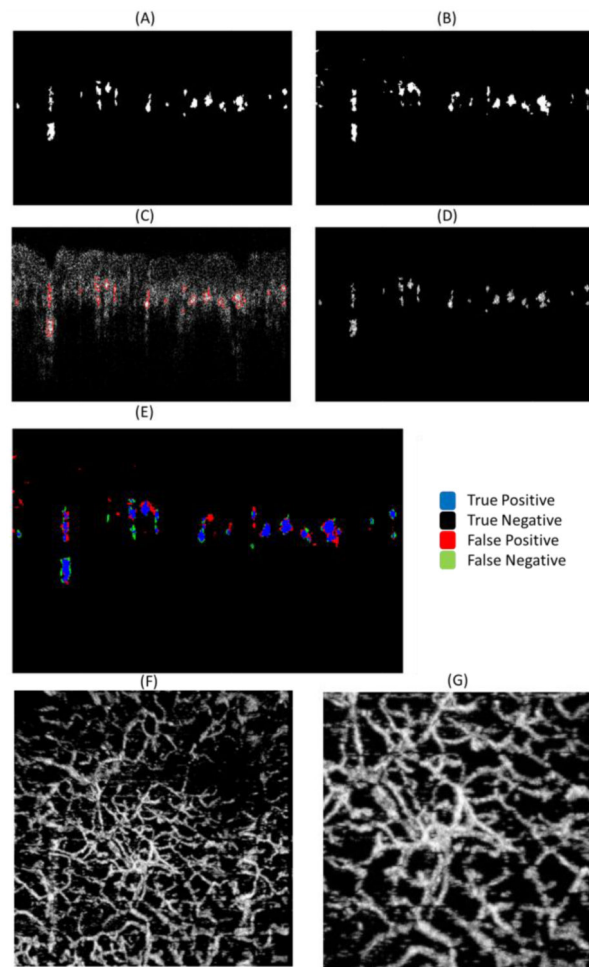 (A)
(B)
(C)
(D)
(E)
True Positive
True Negative
False Positive
False Negative
(F)
(G)